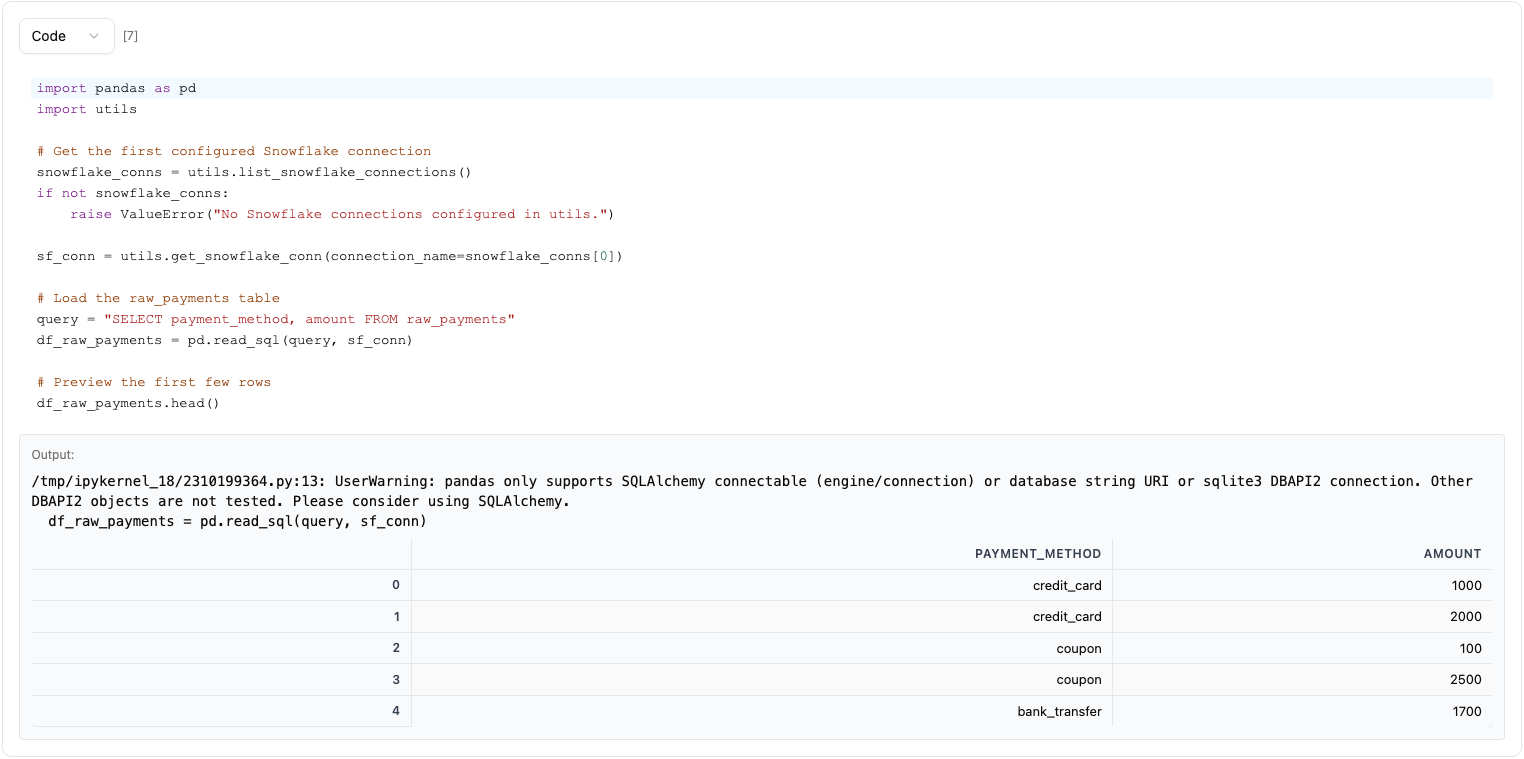 Code
[7]
import pandas as pd
import utils
# Get the first configured Snowflake connection
snowflake_conns = utils.list_snowflake_connections()
if not snowflake_conns:
    raise ValueError("No Snowflake connections configured in utils.")
sf_conn = utils.get_snowflake_conn(connection_name=snowflake_conns[0])
# Load the raw_payments table
query = "SELECT payment_method, amount FROM raw_payments"
df_raw_payments = pd.read_sql(query, sf_conn)
# Preview the first few rows
df_raw_payments.head()
Output:
/tmp/ipykernel_18/2310199364.py:13: UserWarning: pandas only supports SQLAlchemy connectable (engine/connection) or database string URI or sqlite3 DBAPI2 connection. Other
DBAPI2 objects are not tested. Please consider using SQLAlchemy.
  df_raw_payments = pd.read_sql(query, sf_conn)
PAYMENT_METHOD AMOUNT
0 credit_card 1000
1 credit_card 2000
2 coupon 100
3 coupon 2500
4 bank_transfer 1700